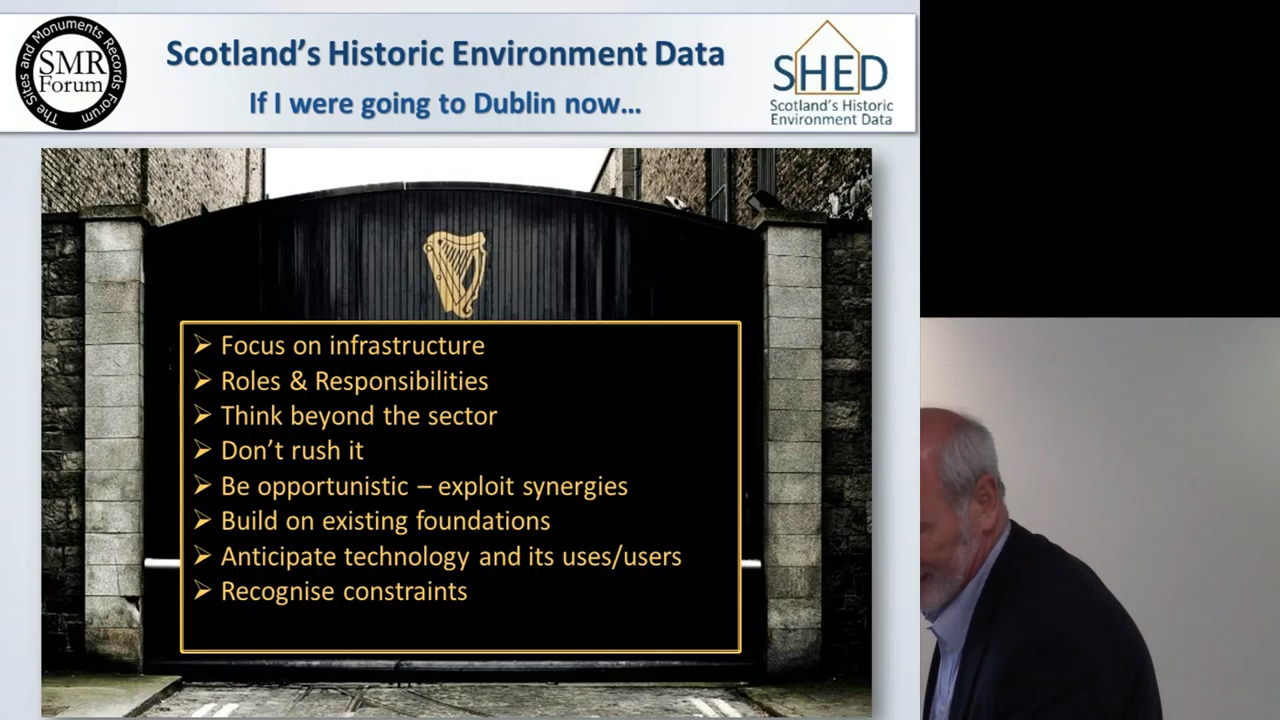 The Sites and Monuments Records Forum
SMR
Forum
Scotland's Historic Environment Data
If I were going to Dublin now...
SHED
Scotland's Historic
Environment Data
➢ Focus on infrastructure
➢ Roles & Responsibilities
➢ Think beyond the sector
➢ Don't rush it
➢ Be opportunistic – exploit synergies
➢ Build on existing foundations
➢ Anticipate technology and its uses/users
➢ Recognise constraints